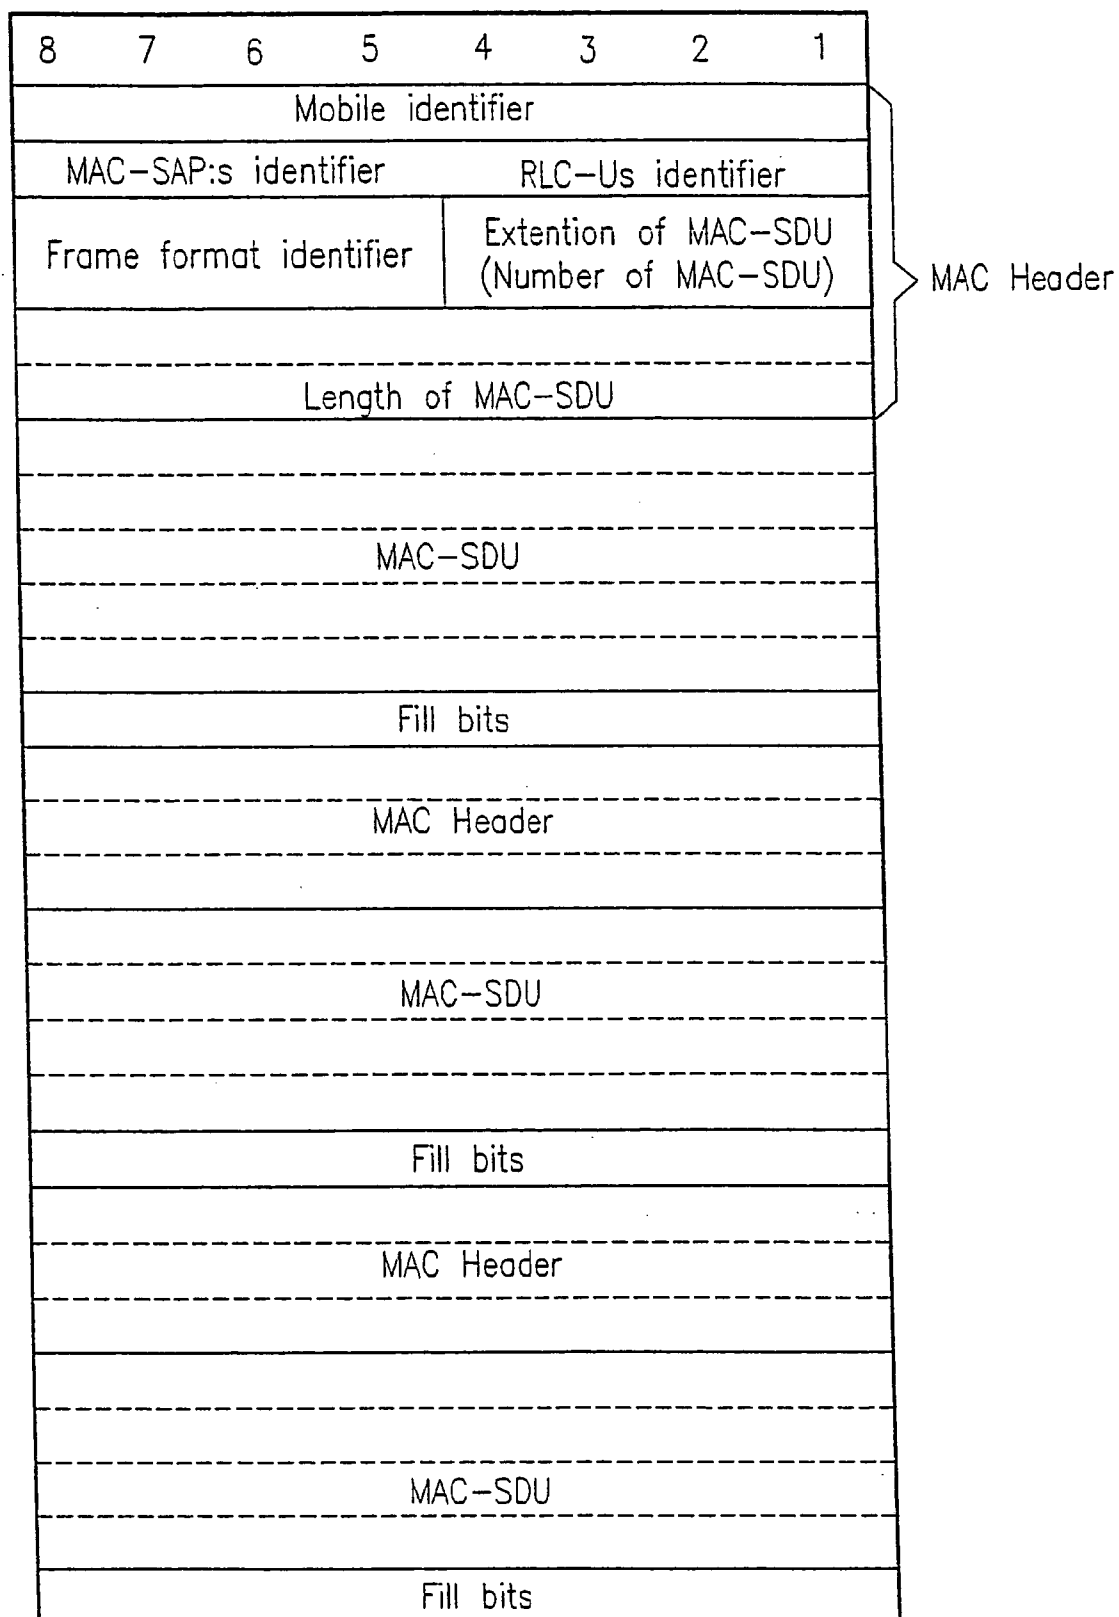 8 7 6 5 4 3 2 1
Mobile identifier
MAC-SAP:s identifier RLC-Us identifier
Frame format identifier
Extention of MAC-SDU
(Number of MAC-SDU)
MAC Header
Length of MAC-SDU
MAC-SDU
Fill bits
MAC Header
MAC-SDU
Fill bits
MAC Header
MAC-SDU
Fill bits